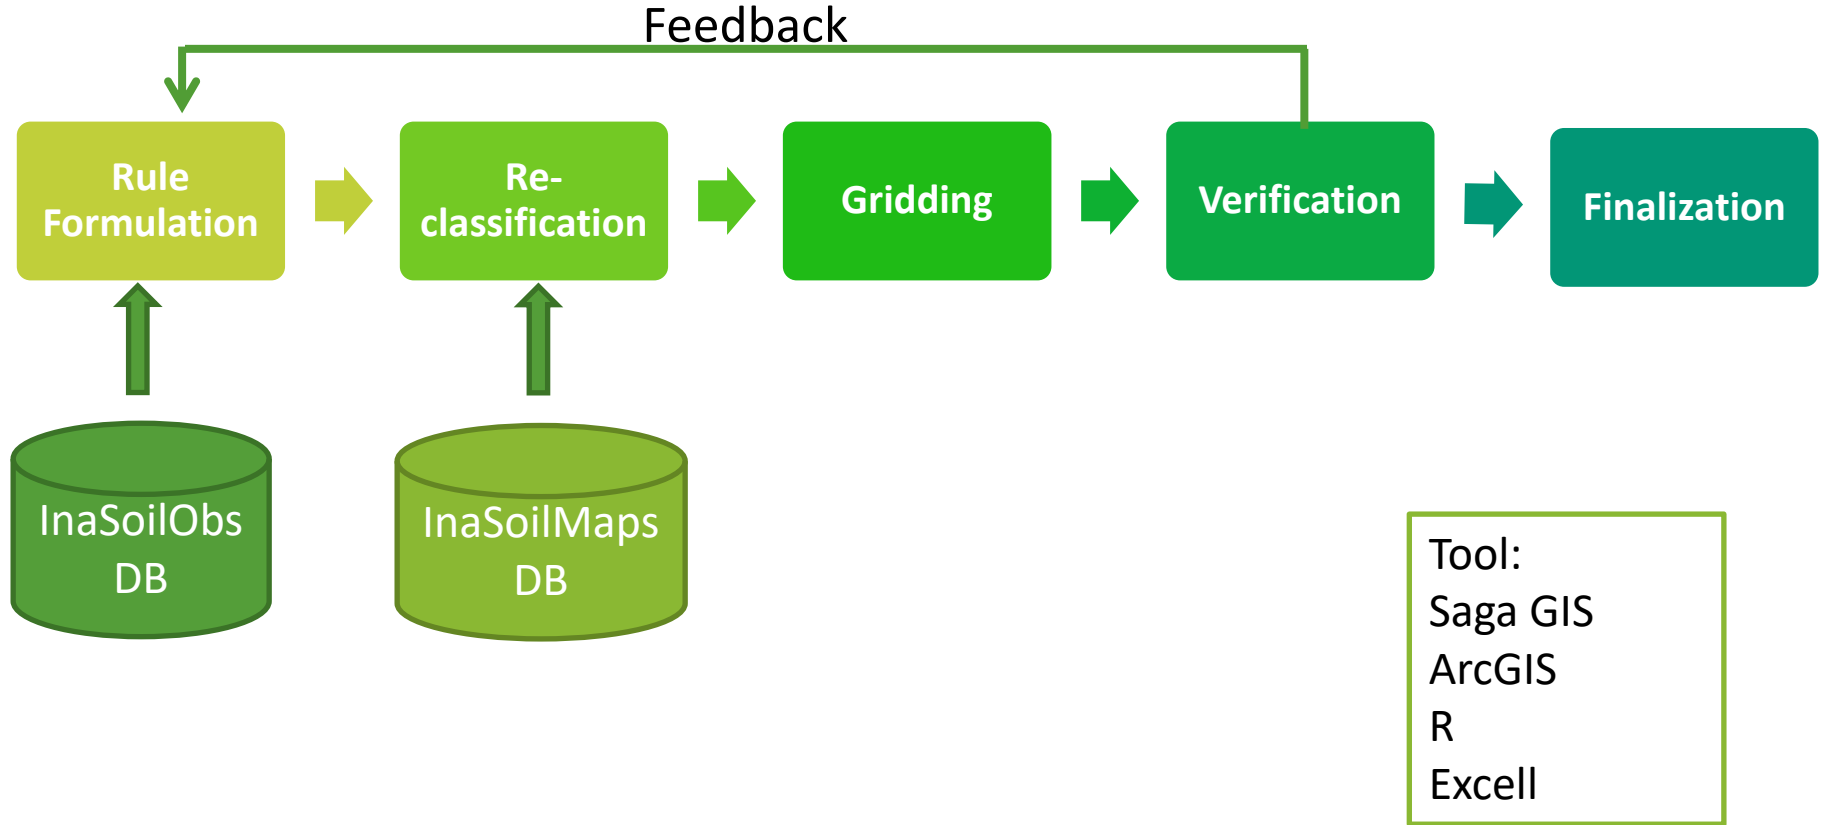 Feedback
Rule
Formulation
Re-
classification
Gridding
Verification
Finalization
InaSoilObs
DB
InaSoilMaps
DB
Tool:
Saga GIS
ArcGIS
R
Excell